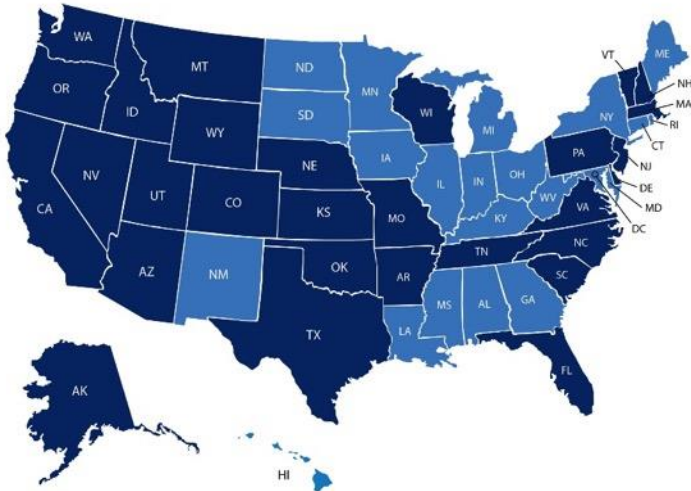 WA
MT
ND
MN
ME
VT
NH
OR
ID
SD
WI
MI
NY
MA
RI
CT
WY
NE
IA
PA
NJ
NV
UT
CO
IL
IN
OH
DE
CA
KS
MO
WV
VA
MD
KY
DC
AZ
NM
OK
AR
TN
NC
SC
TX
LA
MS
AL
GA
FL
AK
HI